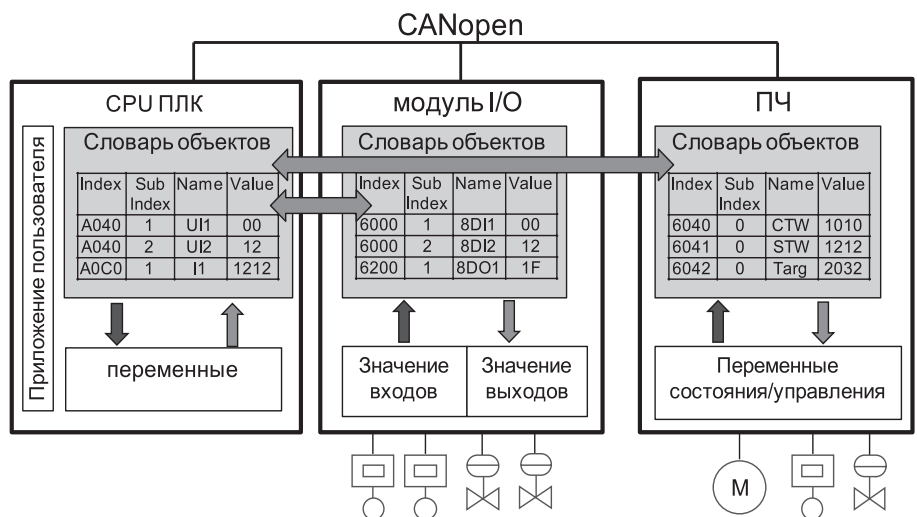 CANopen
CPU ПЛК
Приложение пользователя
Словарь объектов
Index Sub Index Name Value
A040 1 UI1 00
A040 2 UI2 12
A0C0 1 I1 1212
переменные
модуль I/O
Словарь объектов
Index Sub Index Name Value
6000 1 8DI1 00
6000 2 8DI2 12
6200 1 8DO1 1F
Значение входов
Значение выходов
ПЧ
Словарь объектов
Index Sub Index Name Value
6040 0 CTW 1010
6041 0 STW 1212
6042 0 Targ 2032
Переменные
состояния/управления
M